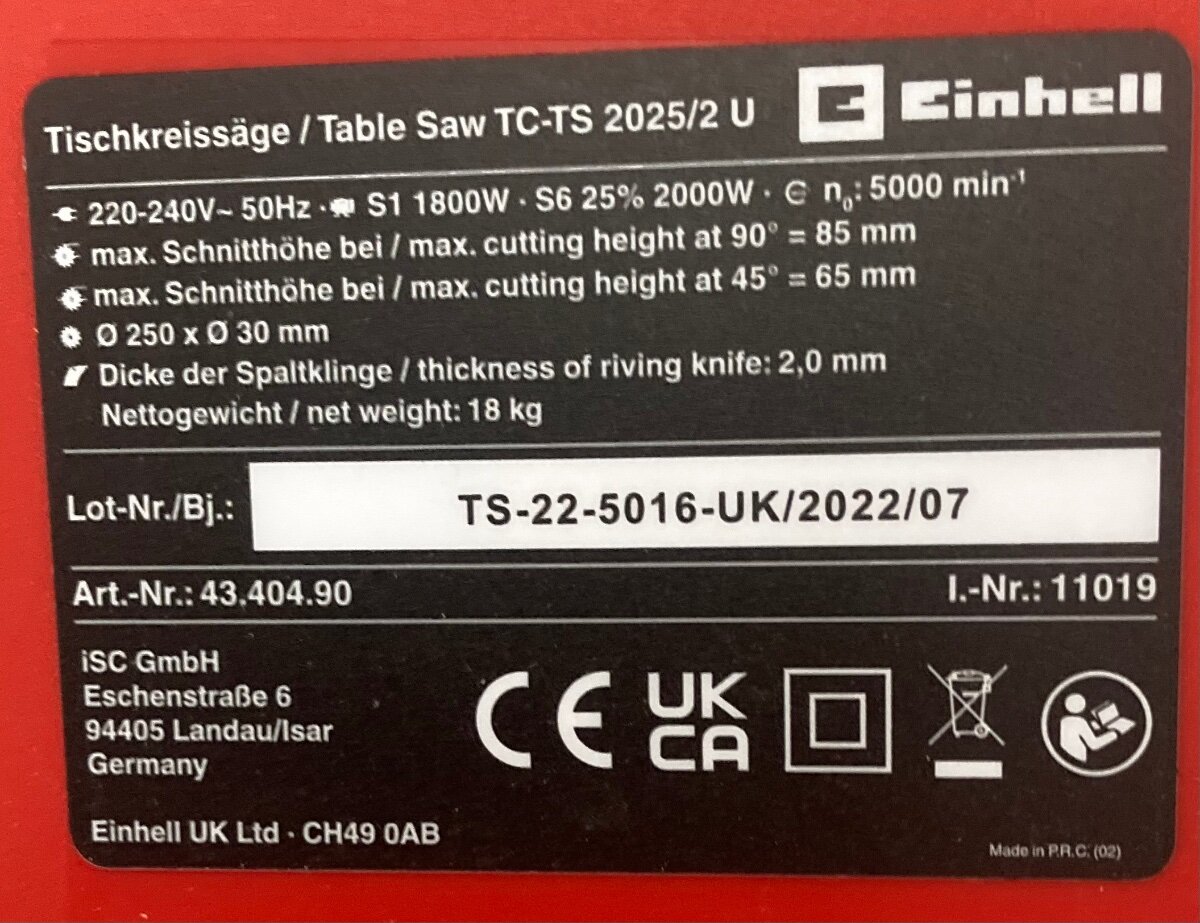 Tischkreissäge / Table Saw TC-TS 2025/2 U
Einhell
220-240V~ 50Hz · S1 1800W · S6 25% 2000W · n₀: 5000 min⁻¹
max. Schnitthöhe bei / max. cutting height at 90° = 85 mm
max. Schnitthöhe bei / max. cutting height at 45° = 65 mm
Ø 250 x Ø 30 mm
Dicke der Spaltklinge / thickness of riving knife: 2,0 mm
Nettogewicht / net weight: 18 kg
Lot-Nr./Bj.: TS-22-5016-UK/2022/07
Art.-Nr.: 43.404.90 I.-Nr.: 11019
iSC GmbH
Eschenstraße 6
94405 Landau/Isar
Germany
CE UK
CA
Einhell UK Ltd · CH49 0AB
Made in P.R.C. (02)